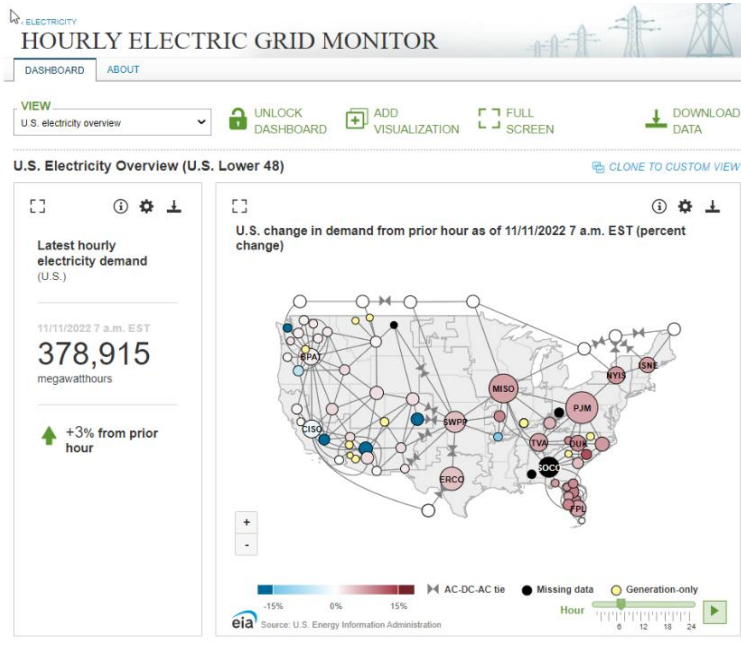 ‹ ELECTRICITY
HOURLY ELECTRIC GRID MONITOR
DASHBOARD ABOUT
VIEW
U.S. electricity overview
UNLOCK
DASHBOARD
ADD
VISUALIZATION
FULL
SCREEN
DOWNLOAD
DATA
U.S. Electricity Overview (U.S. Lower 48)
CLONE TO CUSTOM VIEW
Latest hourly
electricity demand
(U.S.)
11/11/2022 7 a.m. EST
378,915
megawatthours
+3% from prior
hour
U.S. change in demand from prior hour as of 11/11/2022 7 a.m. EST (percent
change)
BPAT
ISNE
NYIS
MISO
PJM
CISO
SWPP
TVA
DUK
SOCO
ERCO
FPL
+
-
AC-DC-AC tie
Missing data
Generation-only
-15% 0% 15%
Hour
6 12 18 24
eia
Source: U.S. Energy Information Administration